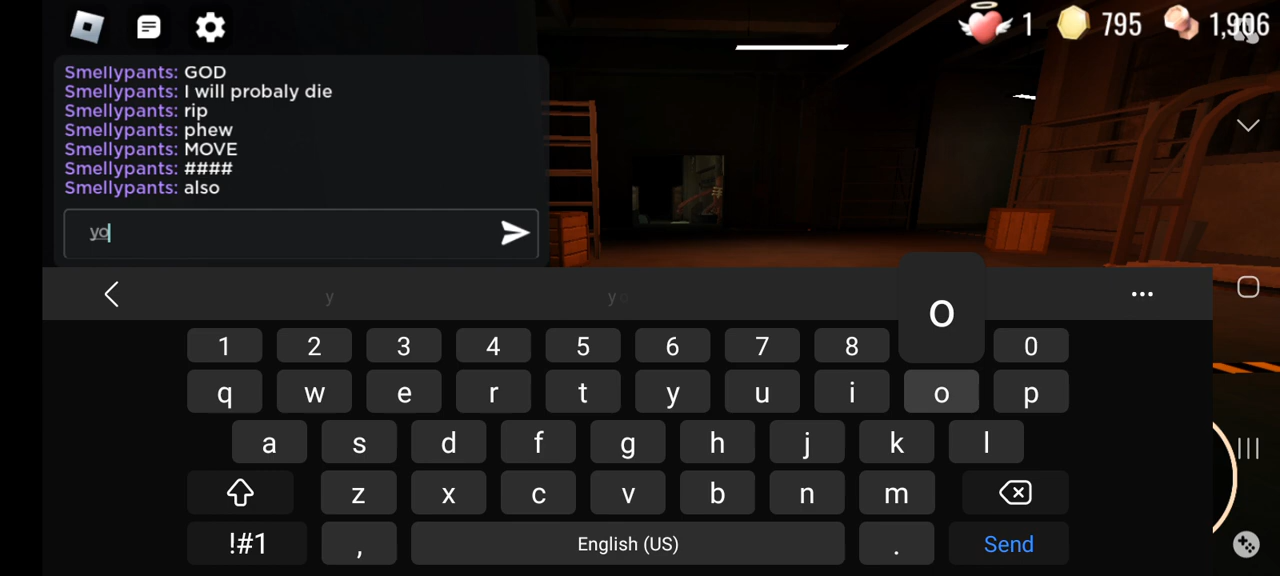 1 795 1,906
Smellypants: GOD
Smellypants: I will probaly die
Smellypants: rip
Smellypants: phew
Smellypants: MOVE
Smellypants: ####
Smellypants: also
yo
y yo
o
1 2 3 4 5 6 7 8 0
q w e r t y u i o p
a s d f g h j k l
z x c v b n m
!#1 , English (US) . Send